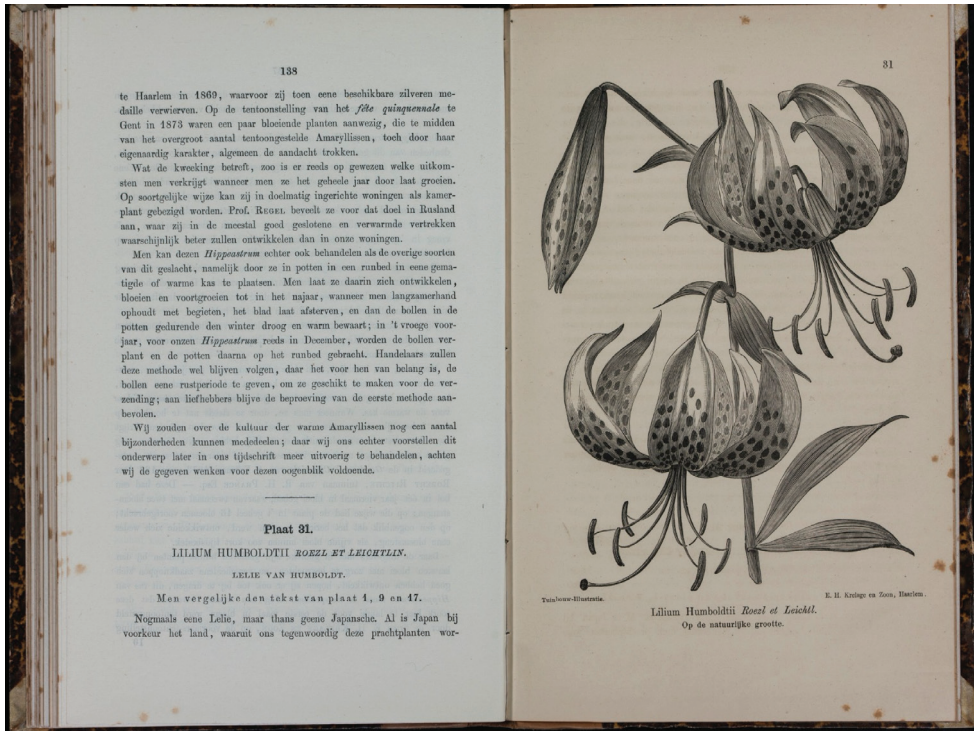 138
te Haarlem in 1869, waarvoor zij toen eene beschikbare zilveren me-
daille verwierven. Op de tentoonstelling van het fête quinquennale te
Gent in 1873 waren een paar bloeiende planten aanwezig, die te midden
van het overgroot aantal tentoongestelde Amaryllissen, toch door haar
eigenaardig karakter, algemeen de aandacht trokken.
Wat de kweeking betreft, zoo is er reeds op gewezen welke uitkom-
sten men verkrijgt wanneer men ze het geheele jaar door laat groeien.
Op soortgelijke wijze kan zij in doelmatig ingerichte woningen als kamer-
plant gebezigd worden. Prof. REGEL beveelt ze voor dat doel in Rusland
aan, waar zij in de meestal goed geslotene en verwarmde vertrekken
waarschijnlijk beter zullen ontwikkelen dan in onze woningen.
Men kan dezen Hippeastrum echter ook behandelen als de overige soorten
van dit geslacht, namelijk door ze in potten in een runbed in eene gema-
tigde of warme kas te plaatsen. Men laat ze daarin zich ontwikkelen,
bloeien en voortgroeien tot in het najaar, wanneer men langzamerhand
ophoudt met begieten, het blad laat afsterven, en dan de bollen in de
potten gedurende den winter droog en warm bewaart; in 't vroege voor-
jaar, voor onzen Hippeastrum reeds in December, worden de bollen ver-
plant en de potten daarna op het runbed gebracht. Handelaars zullen
deze methode wel blijven volgen, daar het voor hen van belang is, de
bollen eene rustperiode te geven, om ze geschikt te maken voor de ver-
zending; aan liefhebbers blijve de beproeving van de eerste methode aan-
bevolen.
Wij zouden over de kultuur der warme Amaryllissen nog een aantal
bijzonderheden kunnen mededeelen; daar wij ons echter voorstellen dit
onderwerp later in ons tijdschrift meer uitvoerig te behandelen, achten
wij de gegeven wenken voor dezen oogenblik voldoende.
Plaat 31.
LILIUM HUMBOLDTII ROEZL ET LEICHTLIN.
LELIE VAN HUMBOLDT.
Men vergelijke den tekst van plaat 1, 9 en 17.
Nogmaals eene Lelie, maar thans geene Japansche. Al is Japan bij
voorkeur het land, waaruit ons tegenwoordig deze prachtplanten wor-
31
Tuinbouw-Illustratie.
E. H. Krelage en Zoon, Haarlem.
Lilium Humboldtii Roezl et Leichtl.
Op de natuurlijke grootte.